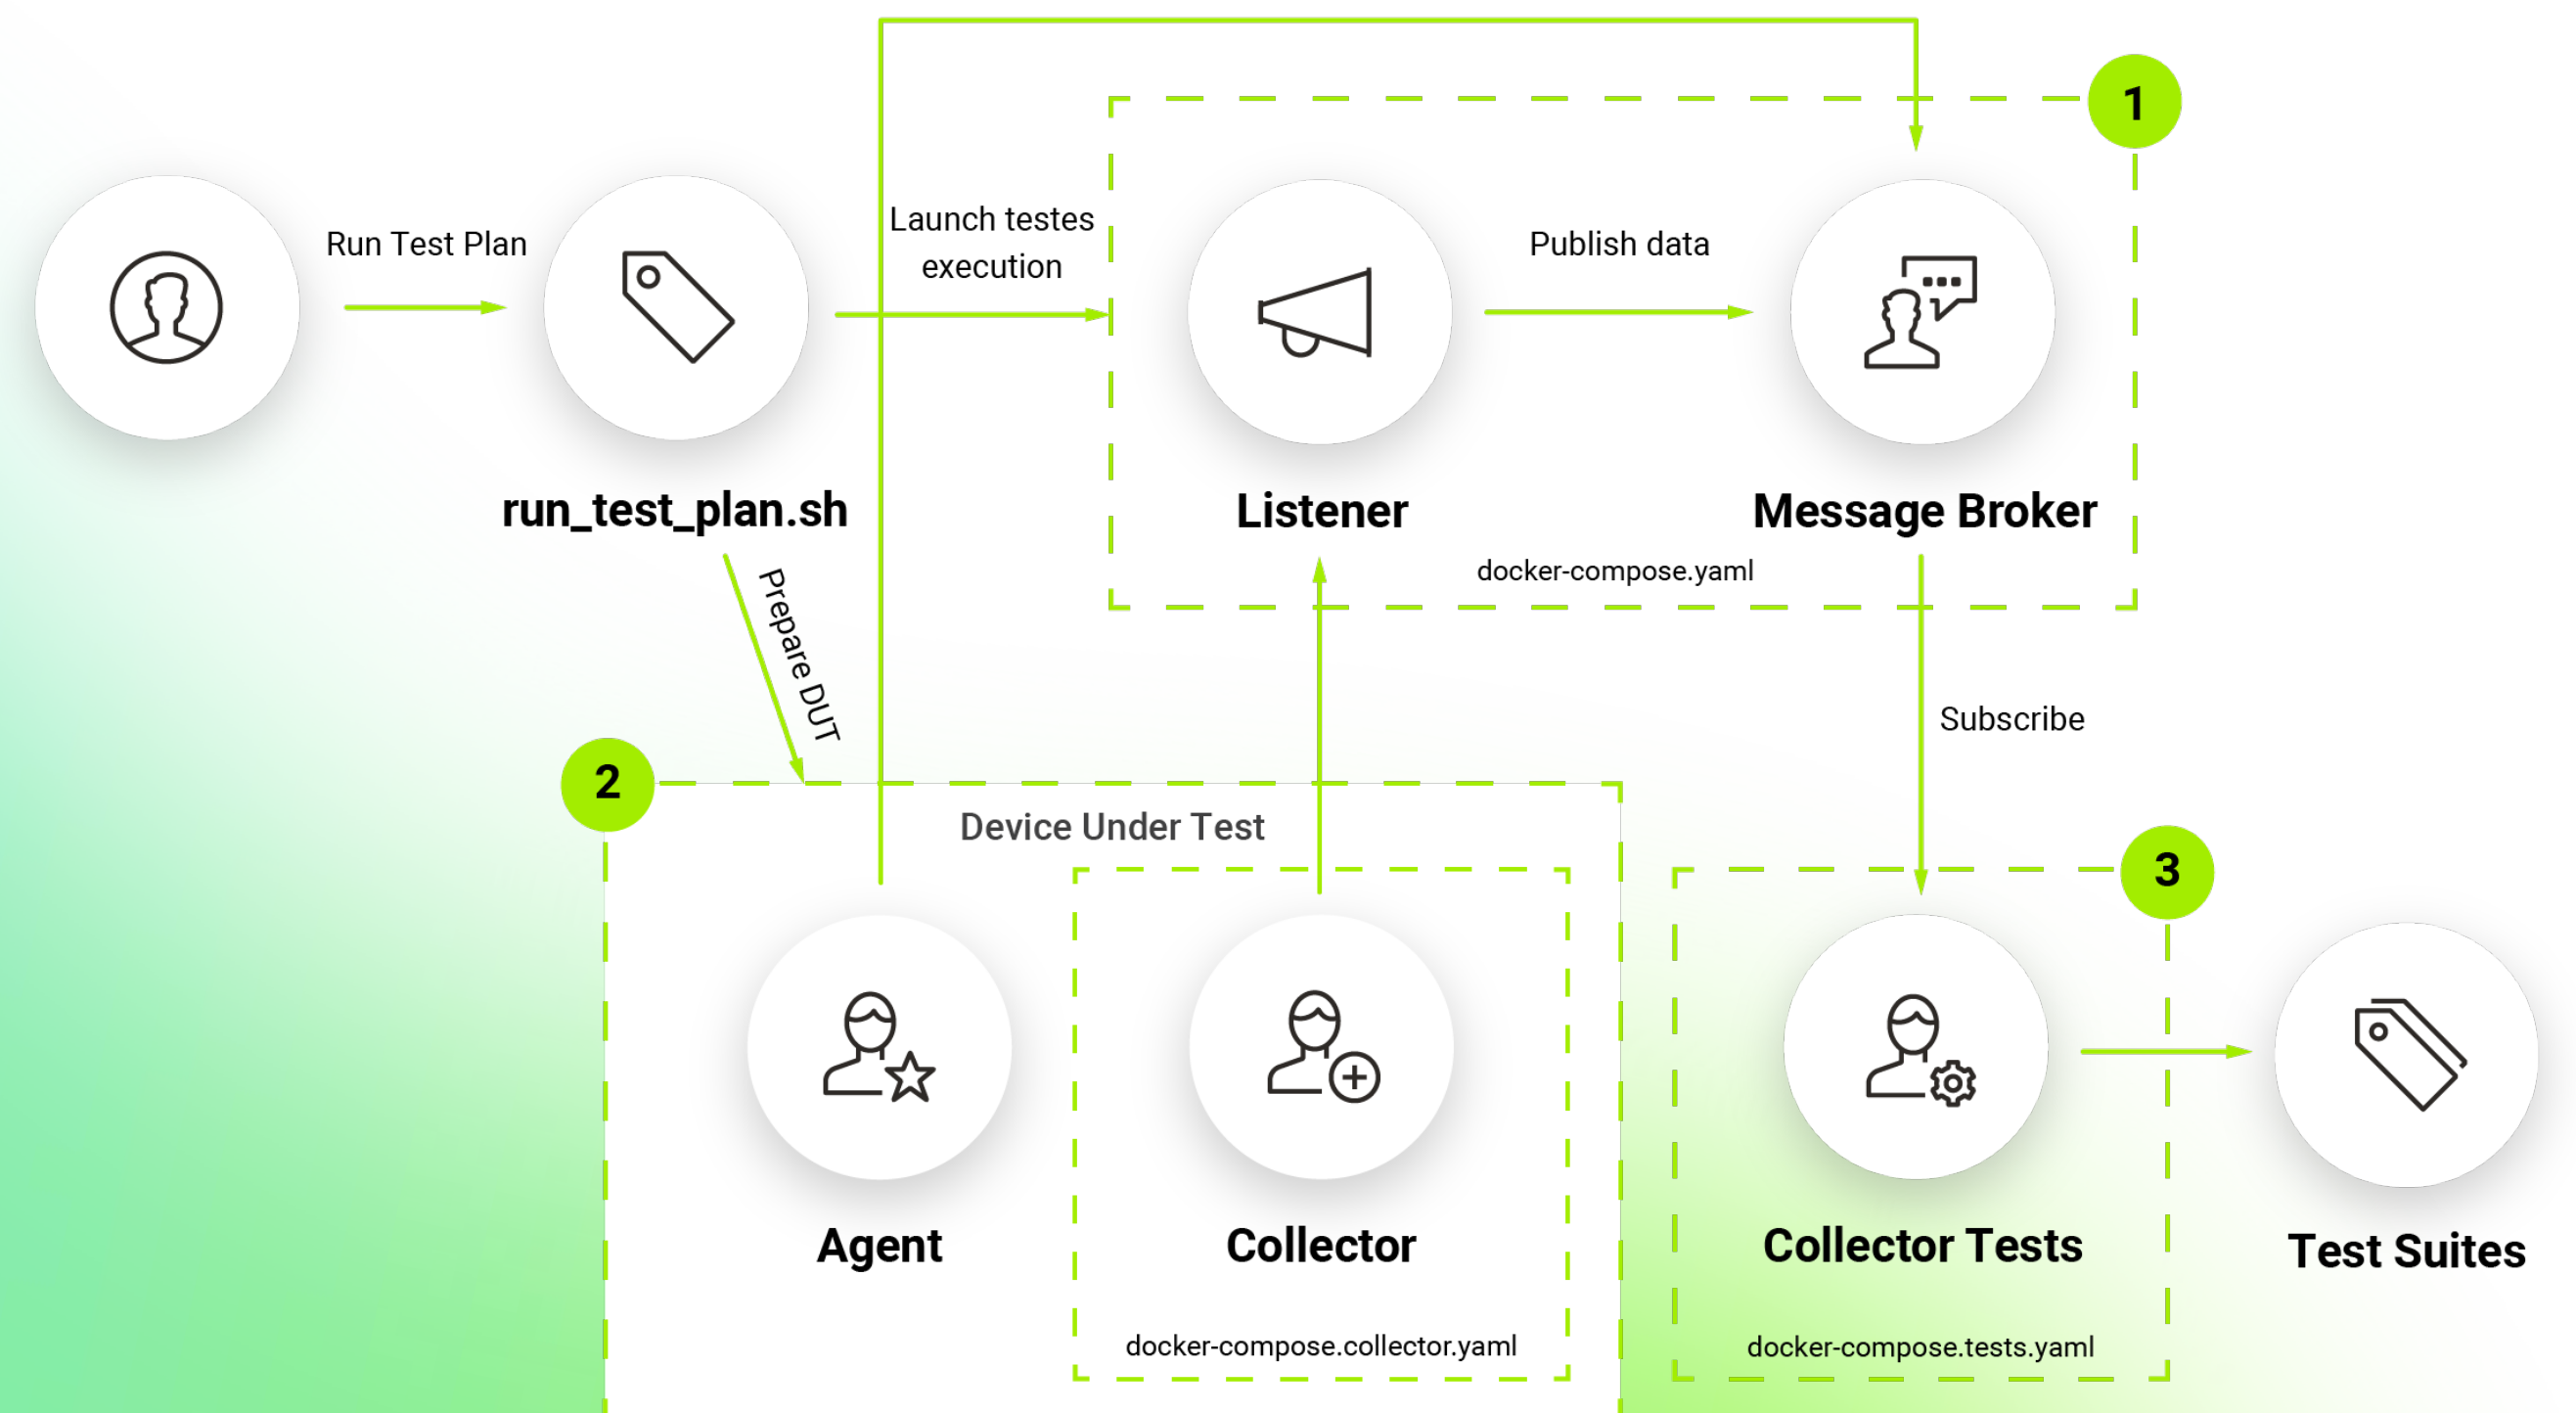 1
Run Test Plan
Launch testes
execution
Publish data
run_test_plan.sh
Listener
Message Broker
docker-compose.yaml
Prepare DUT
Subscribe
2
Device Under Test
3
Agent
Collector
Collector Tests
Test Suites
docker-compose.collector.yaml
docker-compose.tests.yaml